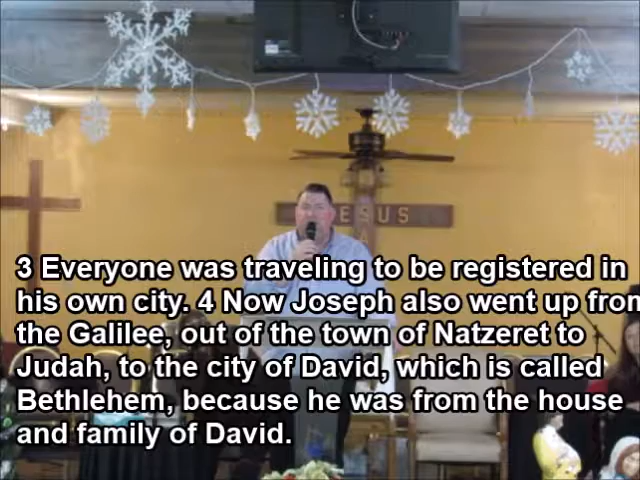 JESUS
3 Everyone was traveling to be registered in
his own city. 4 Now Joseph also went up from
the Galilee, out of the town of Natzeret to
Judah, to the city of David, which is called
Bethlehem, because he was from the house
and family of David.